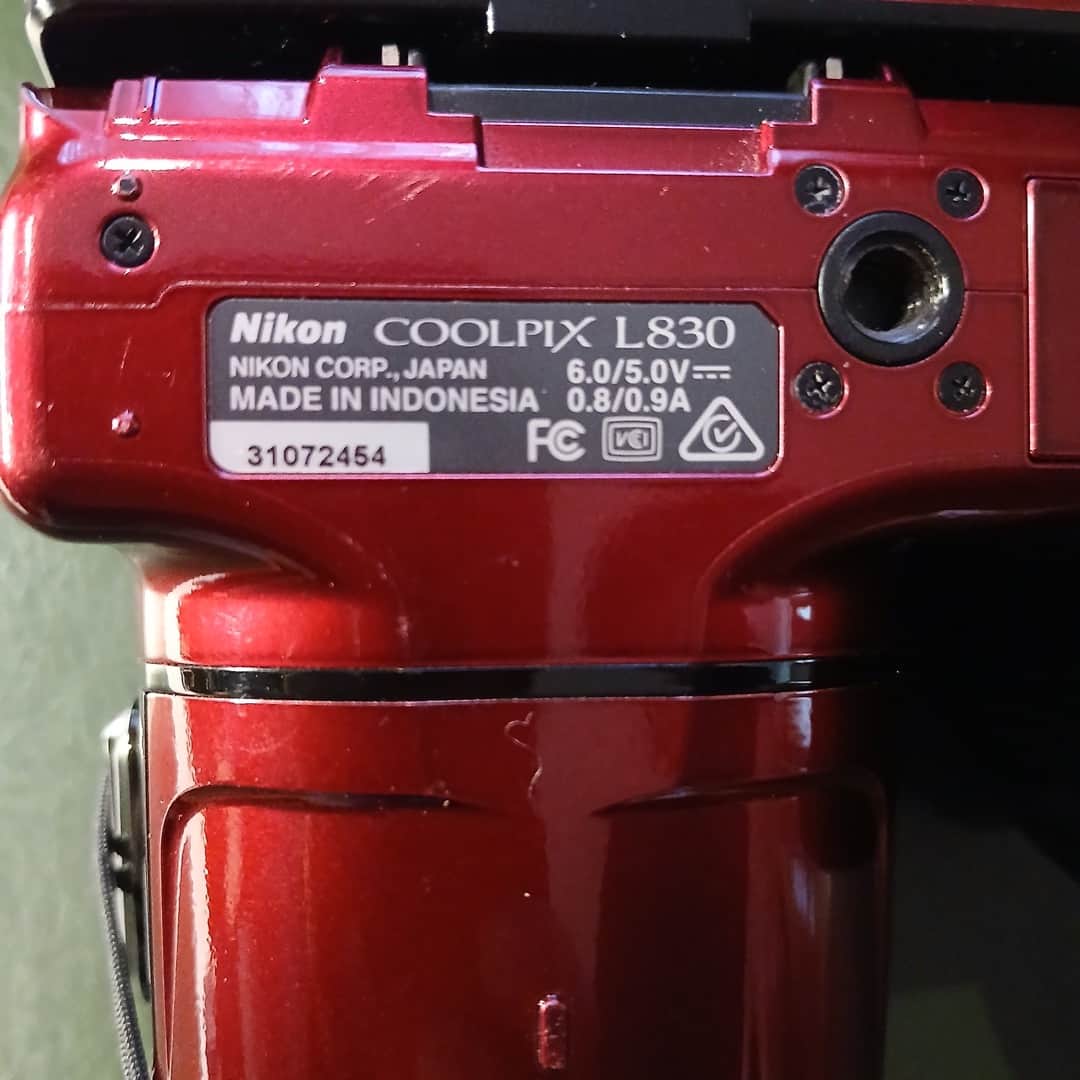 Nikon COOLPIX L830
NIKON CORP., JAPAN 6.0/5.0V⎓
MADE IN INDONESIA 0.8/0.9A
31072454 FC VCI